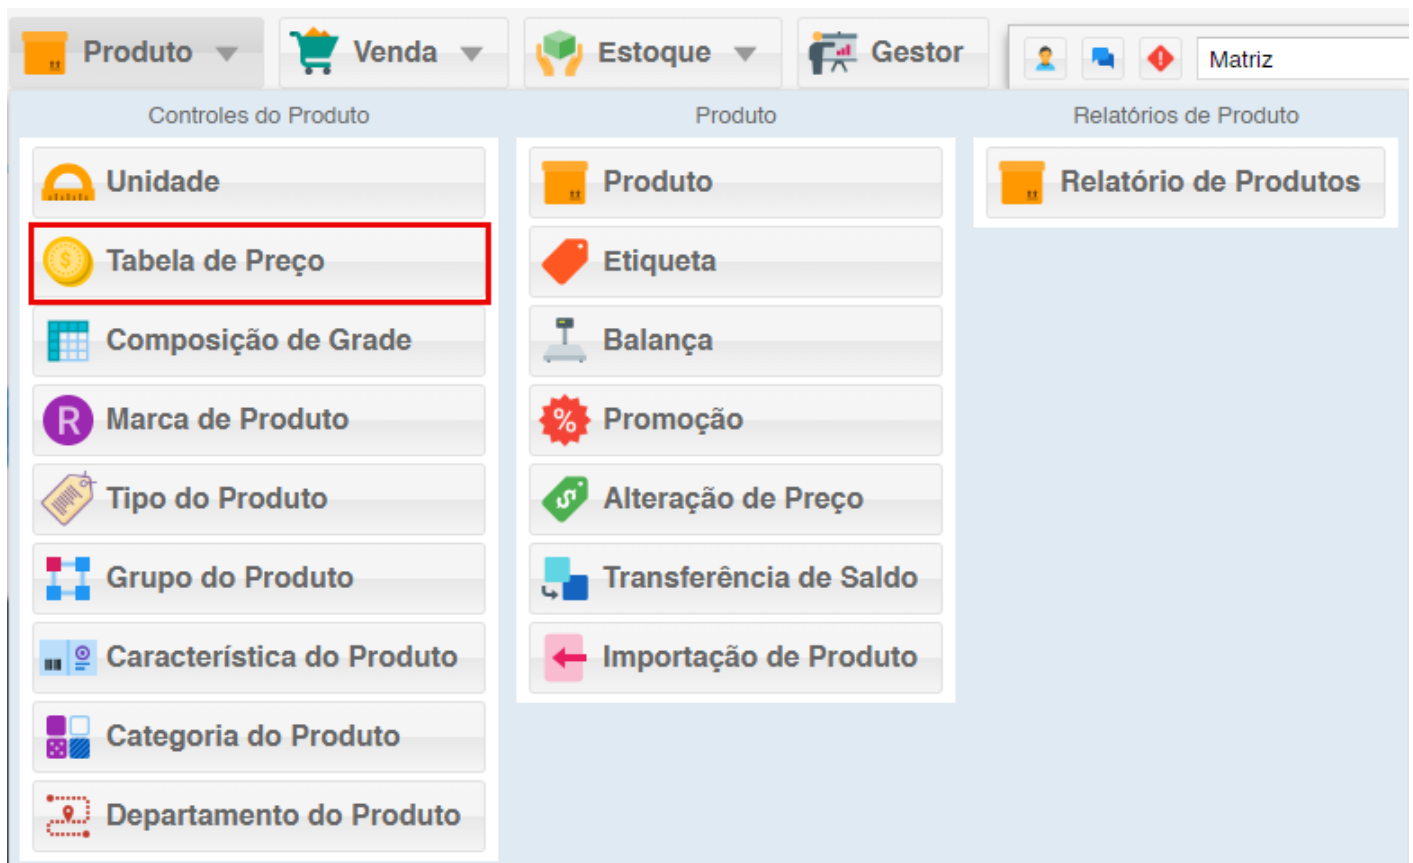 Produto
Venda
Estoque
Gestor
Matriz
Controles do Produto
Unidade
Tabela de Preço
Composição de Grade
Marca de Produto
Tipo do Produto
Grupo do Produto
Característica do Produto
Categoria do Produto
Departamento do Produto
Produto
Produto
Etiqueta
Balança
Promoção
Alteração de Preço
Transferência de Saldo
Importação de Produto
Relatórios de Produto
Relatório de Produtos